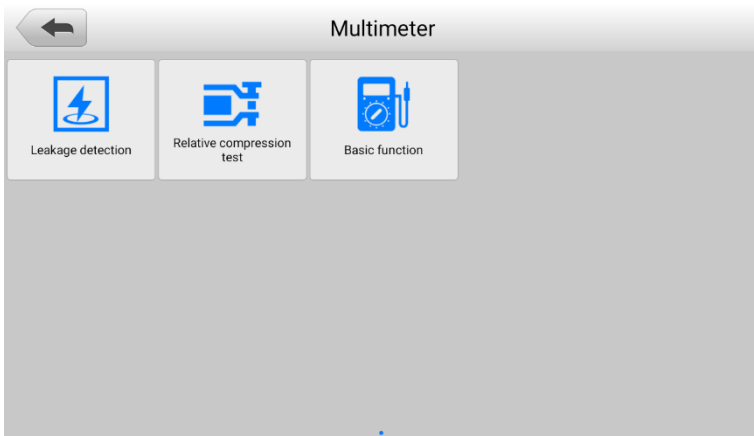 Multimeter
Leakage detection
Relative compression
test
Basic function